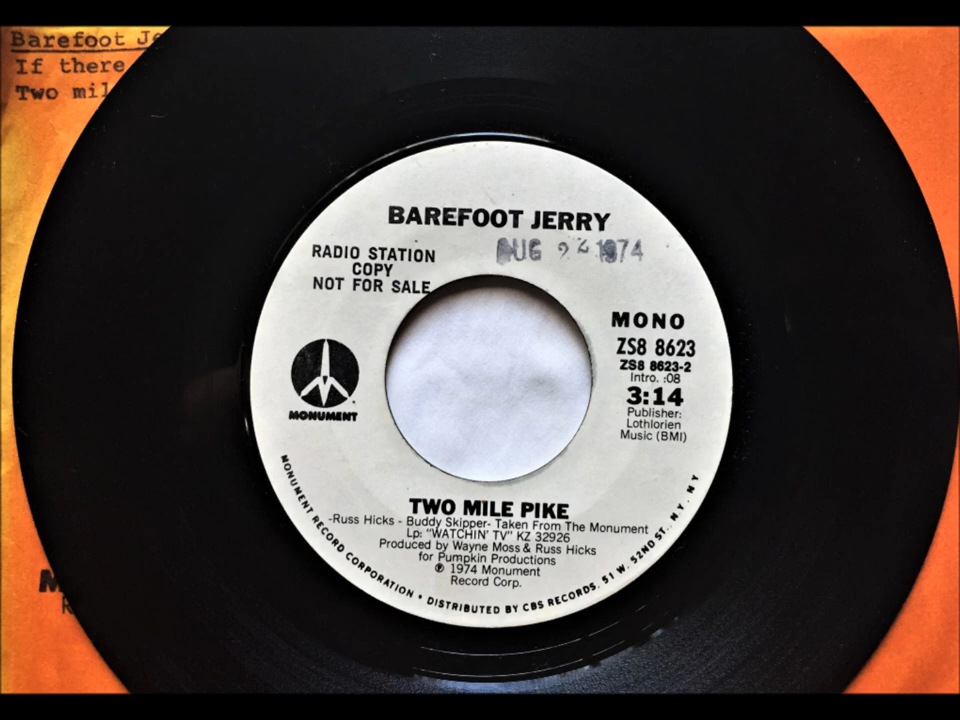 Barefoot Je
If there
Two mil
BAREFOOT JERRY
RADIO STATION
COPY
NOT FOR SALE
AUG 1974
MONO
ZS8 8623
ZS8 8623-2
Intro. :08
3:14
Publisher:
Lothlorien
Music (BMI)
MONUMENT
TWO MILE PIKE
-Russ Hicks - Buddy Skipper- Taken From The Monument
Lp: "WATCHIN' TV" KZ 32926
Produced by Wayne Moss & Russ Hicks
for Pumpkin Productions
℗ 1974 Monument
Record Corp.
MONUMENT RECORD CORPORATION • DISTRIBUTED BY CBS RECORDS, 51 W. 52ND ST., N.Y. N.Y